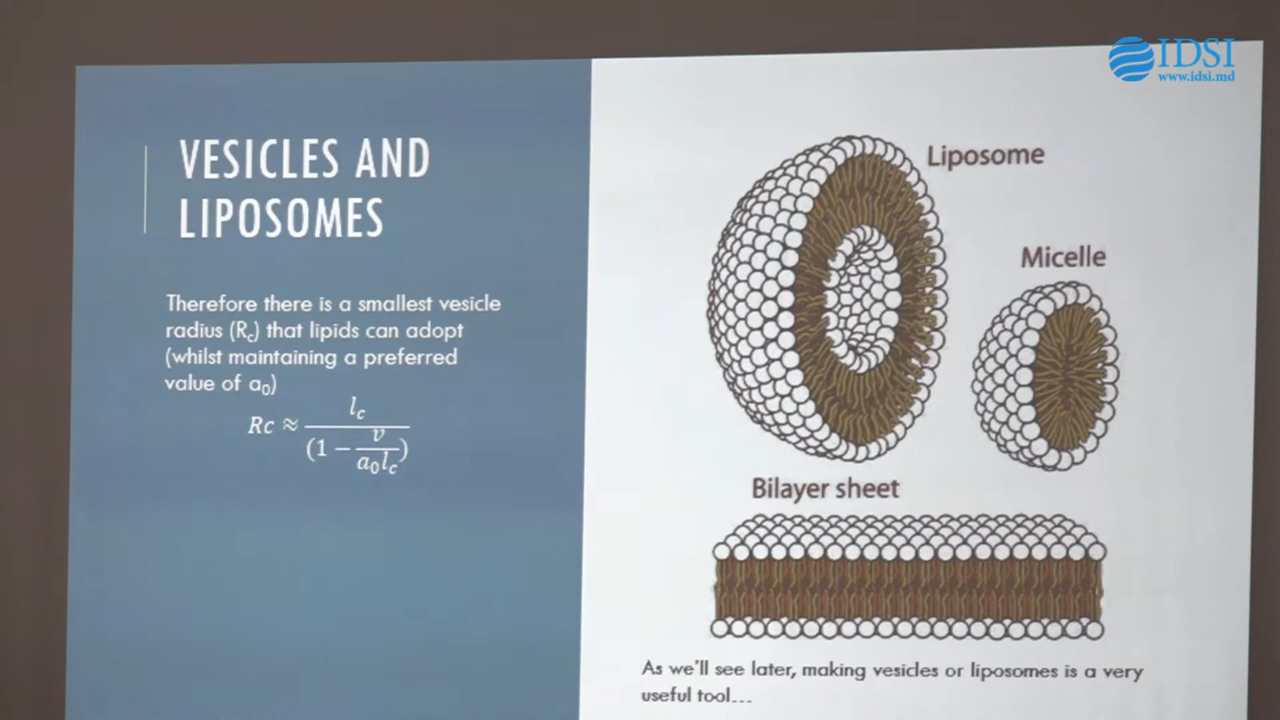 IDSI
www.idsi.md
VESICLES AND
LIPOSOMES
Therefore there is a smallest vesicle
radius (Rc) that lipids can adopt
(whilst maintaining a preferred
value of a0)
Rc ≈ lc / (1 − v / a0lc)
Liposome
Micelle
Bilayer sheet
As we'll see later, making vesicles or liposomes is a very
useful tool...